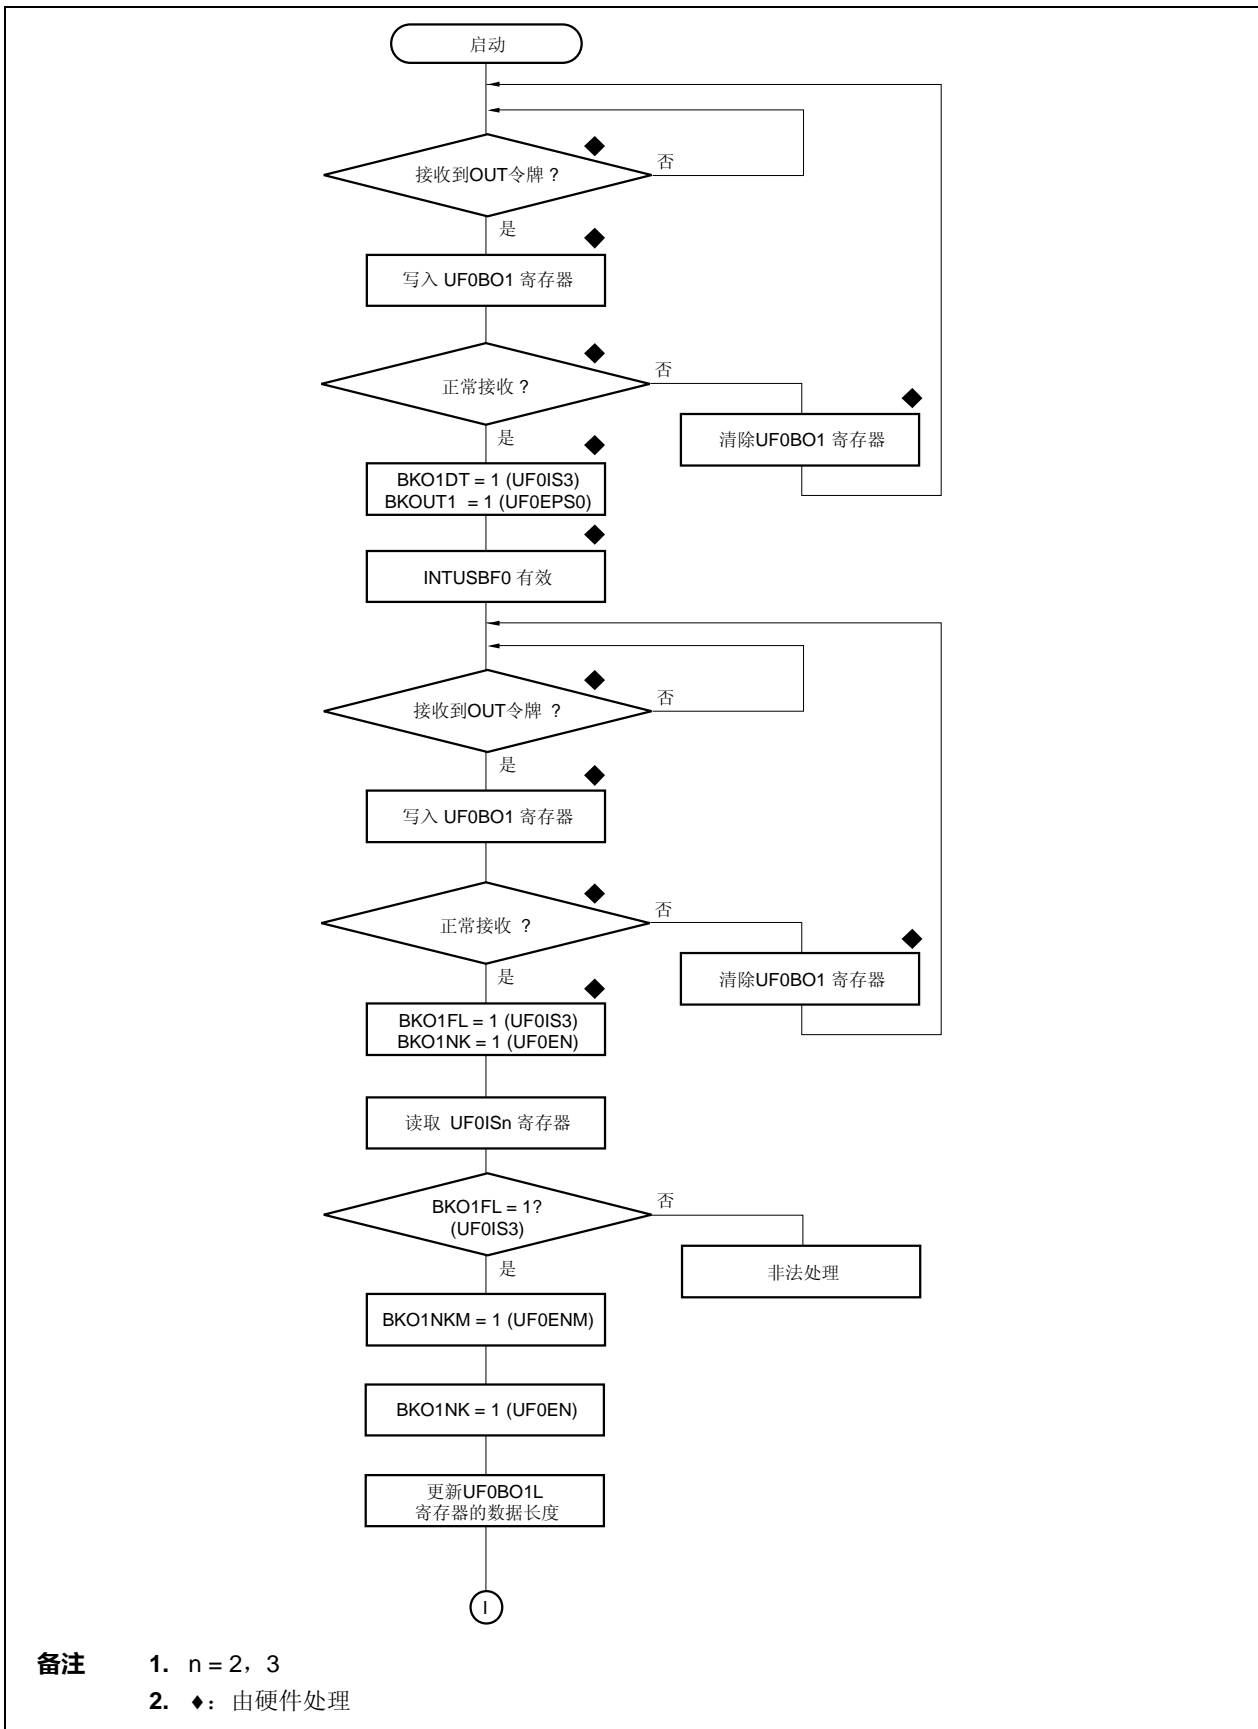 启动
接收到OUT令牌 ?
否
是
写入 UF0BO1 寄存器
正常接收 ?
否
清除UF0BO1 寄存器
是
BKO1DT = 1 (UF0IS3)
BKOUT1 = 1 (UF0EPS0)
INTUSBF0 有效
接收到OUT令牌 ?
否
是
写入 UF0BO1 寄存器
正常接收 ?
否
清除UF0BO1 寄存器
是
BKO1FL = 1 (UF0IS3)
BKO1NK = 1 (UF0EN)
读取 UF0ISn 寄存器
BKO1FL = 1?
(UF0IS3)
否
非法处理
是
BKO1NKM = 1 (UF0ENM)
BKO1NK = 1 (UF0EN)
更新UF0BO1L
寄存器的数据长度
I
备注 1. n = 2，3
2. ♦：由硬件处理